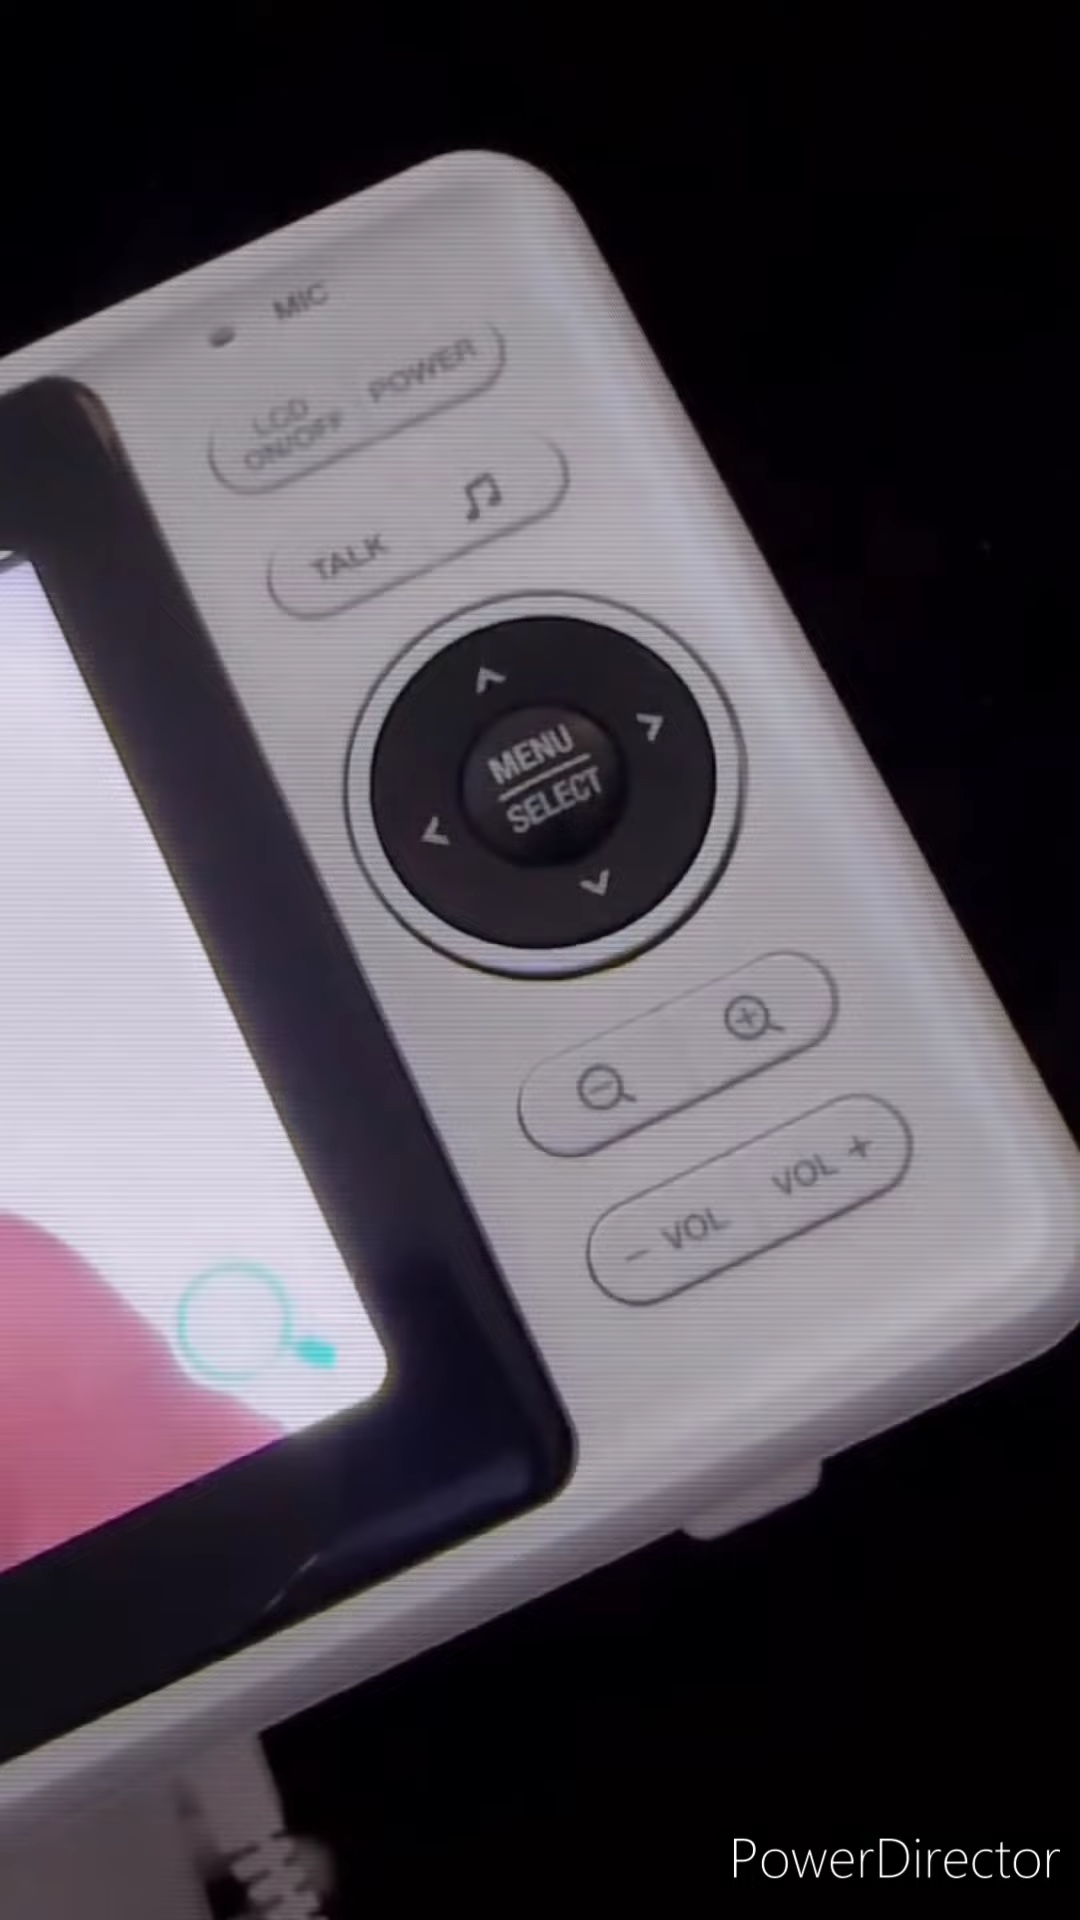 MIC
LCD
ON/OFF
POWER
TALK
MENU
SELECT
– VOL
VOL +
PowerDirector